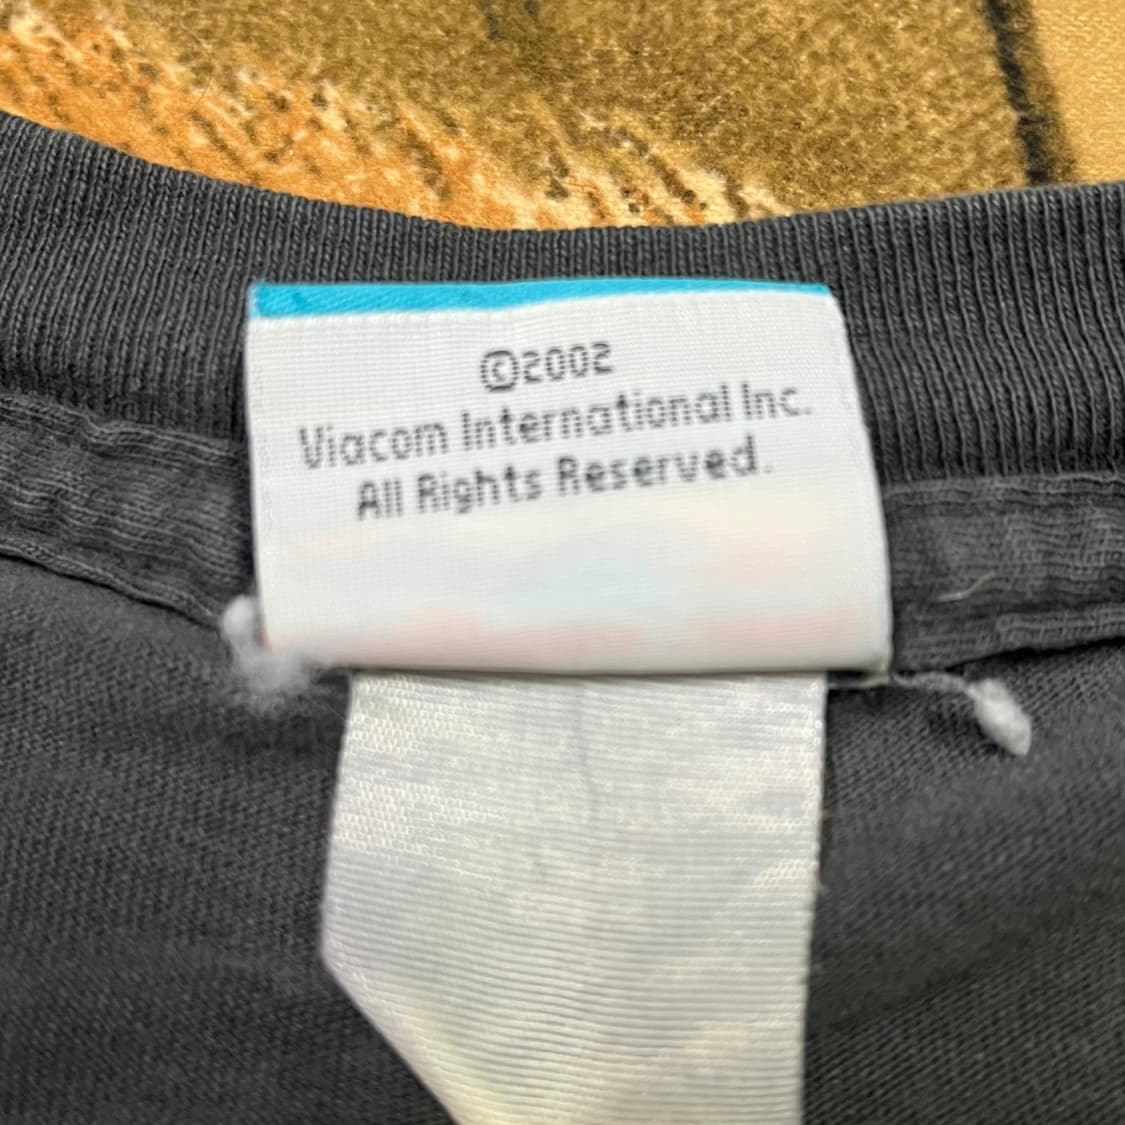 ©2002
Viacom International Inc.
All Rights Reserved.